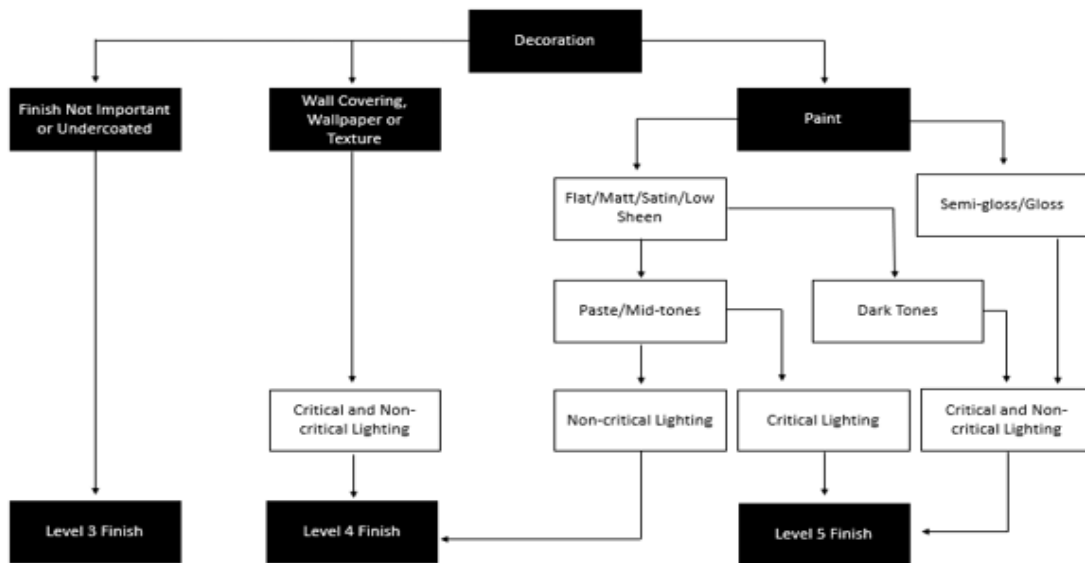 Decoration
Finish Not Important
or Undercoated
Wall Covering,
Wallpaper or
Texture
Paint
Flat/Matt/Satin/Low
Sheen
Semi-gloss/Gloss
Paste/Mid-tones
Dark Tones
Critical and Non-
critical Lighting
Non-critical Lighting
Critical Lighting
Critical and Non-
critical Lighting
Level 3 Finish
Level 4 Finish
Level 5 Finish